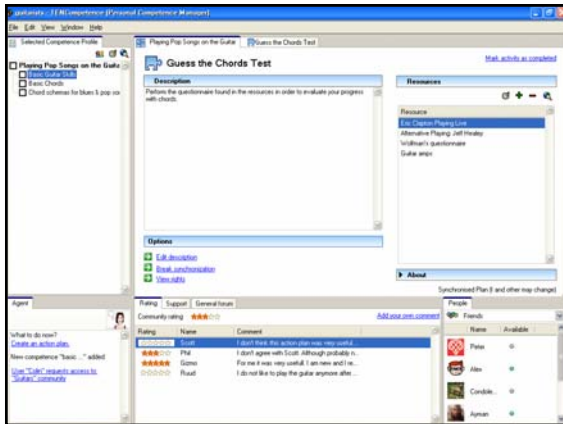 guitarists - TENCompetence (Personal Competence Manager)
File Edit View Window Help
Selected Competence Profile
Playing Pop Songs on the Guita
Basic Guitar Skills
Basic Chords
Chord schemas for blues & pop son
Playing Pop Songs on the Guitar
Guess the Chords Test
Guess the Chords Test
Mark activity as completed
Description
Perform the questionnaire found in the resources in order to evaluate your progress
with chords.
Resources
Resource
Eric Clapton Playing Live
Alternative Playing: Jeff Healey
Wolfman's questionnaire
Guitar amps
Options
Edit description
Break synchronization
View rights
About
Synchronised Plan (I and other may change)
Agent
What to do now?
Create an action plan.
New competence "basic ..." added
User "Colin" requests access to
"Guitars" community
Rating Support General forum
Community rating
Add your own comment
Rating Name Comment
Scott I don't think this action plan was very useful...
Phil I don't agree with Scott. Although probably n...
Gizmo For me it was very usefull. I am new and I re...
Ruud I do not like to play the guitar anymore after...
People
Friends
Name Available
Peter
Alex
Condole...
Ayman